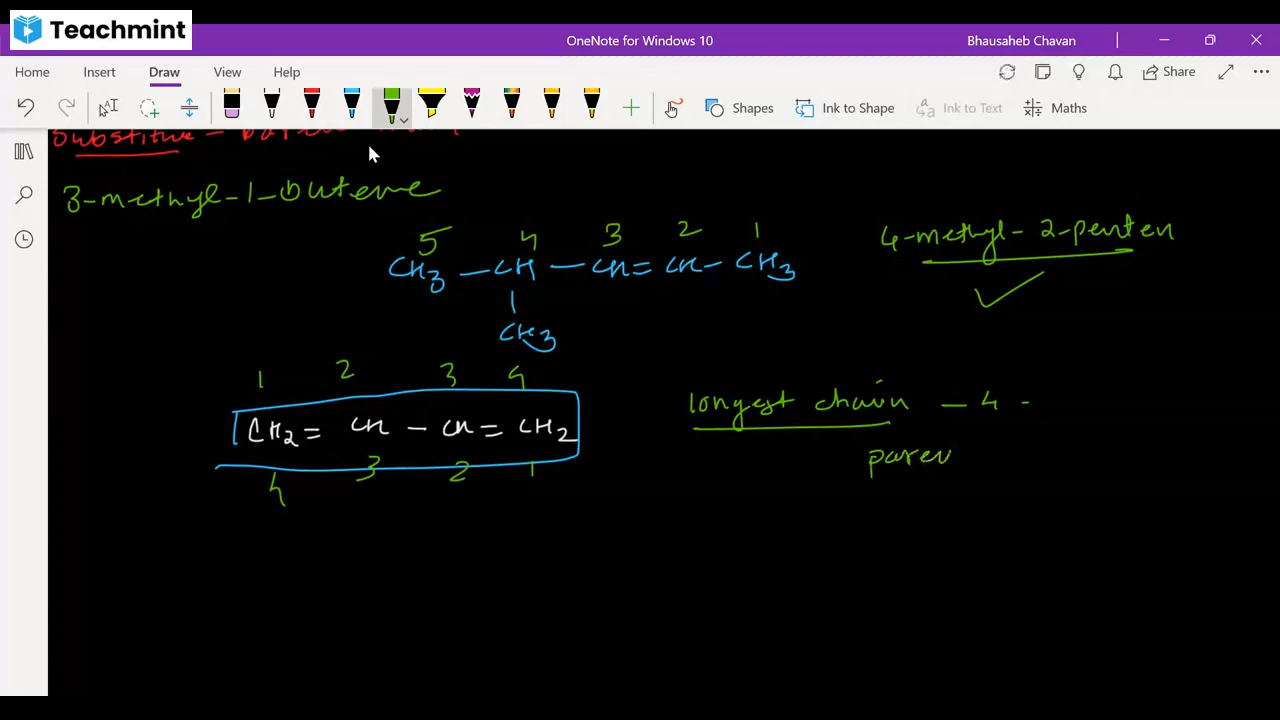 Teachmint
OneNote for Windows 10
Bhausaheb Chavan
Home Insert Draw View Help
Share
Shapes Ink to Shape Ink to Text Maths
Substitive -
3-methyl-1-butene
5 4 3 2 1
CH3 — CH — CH = CH - CH3
4-methyl-2-penten
CH3
1 2 3 4
CH2 = CH - CH = CH2
longest chain - 4 -
4 3 2 1
paren